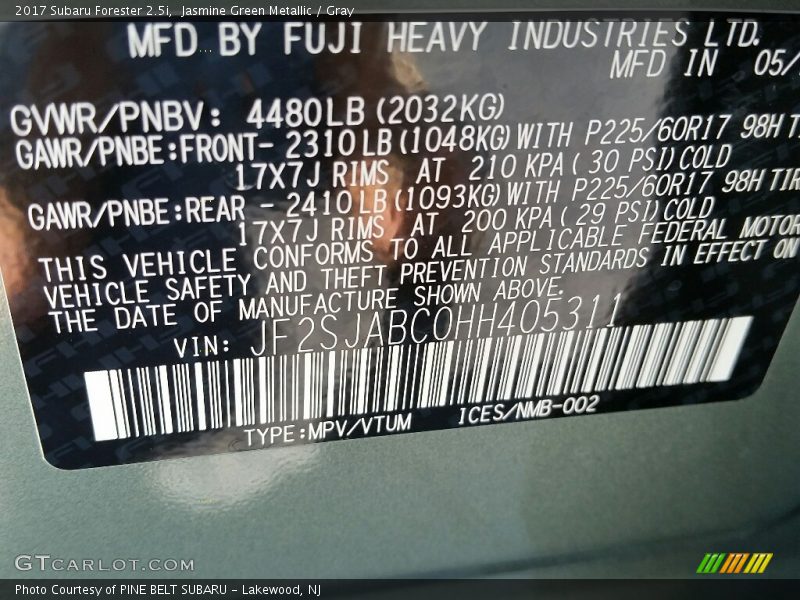 2017 Subaru Forester 2.5i, Jasmine Green Metallic / Gray
MFD BY FUJI HEAVY INDUSTRIES LTD.
MFD IN 05/
GVWR/PNBV: 4480LB (2032KG)
GAWR/PNBE:FRONT- 2310LB(1048KG)WITH P225/60R17 98H T
17X7J RIMS AT 210 KPA( 30 PSI)COLD
GAWR/PNBE:REAR - 2410LB(1093KG)WITH P225/60R17 98H TIR
17X7J RIMS AT 200 KPA( 29 PSI)COLD
THIS VEHICLE CONFORMS TO ALL APPLICABLE FEDERAL MOTOR
VEHICLE SAFETY AND THEFT PREVENTION STANDARDS IN EFFECT ON
THE DATE OF MANUFACTURE SHOWN ABOVE.
VIN: JF2SJABC0HH405311
TYPE:MPV/VTUM ICES/NMB-002
GTCARLOT.COM
Photo Courtesy of PINE BELT SUBARU - Lakewood, NJ